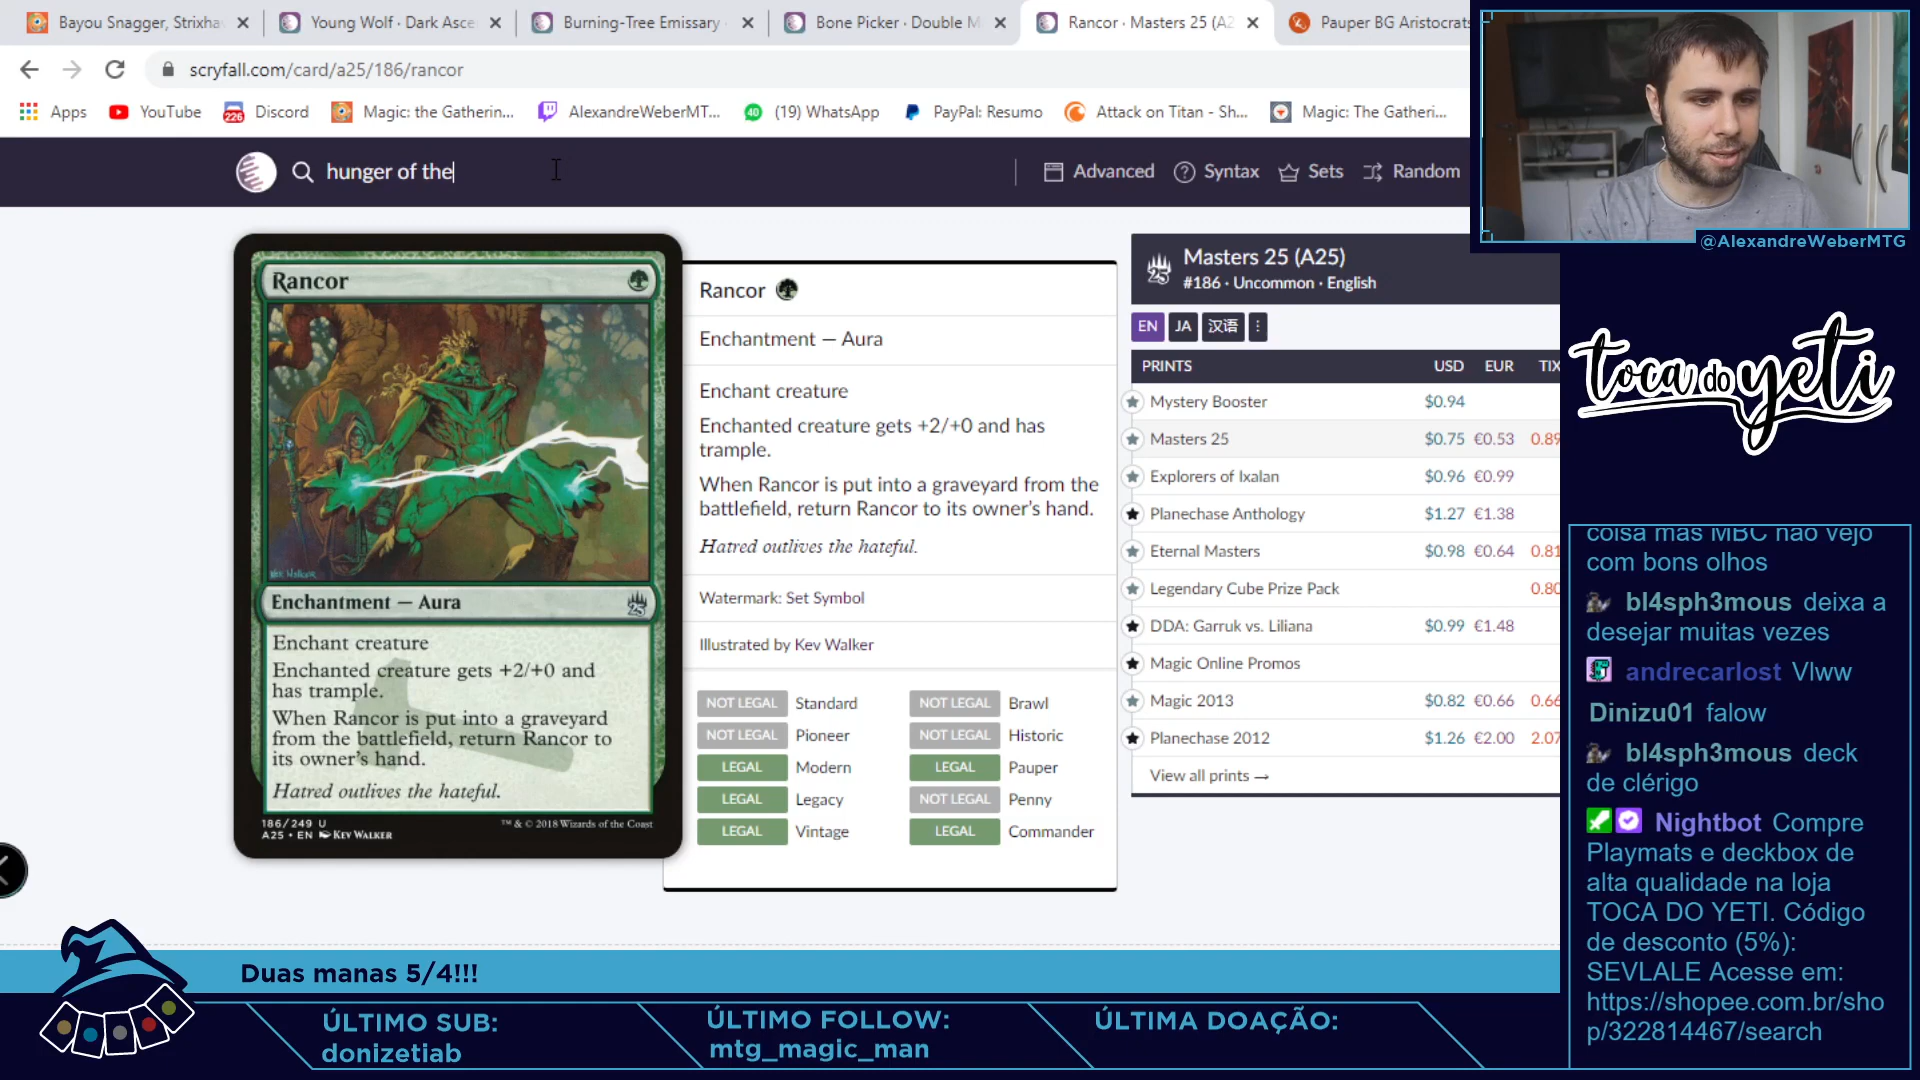 Bayou Snagger, Strixha
Young Wolf · Dark Asce
Burning-Tree Emissary
Bone Picker · Double M
Rancor · Masters 25 (A2
Pauper BG Aristocrats
scryfall.com/card/a25/186/rancor
Apps
YouTube
226
Discord
Magic: the Gatherin...
AlexandreWeberMT...
40
(19) WhatsApp
PayPal: Resumo
Attack on Titan - Sh...
Magic: The Gatheri...
hunger of the
Advanced
Syntax
Sets
Random
@AlexandreWeberMTG
Rancor
Enchantment — Aura
25
Enchant creature
Enchanted creature gets +2/+0 and
has trample.
When Rancor is put into a graveyard
from the battlefield, return Rancor to
its owner's hand.
Hatred outlives the hateful.
186/249 U
A25 • EN Kev Walker
™ & © 2018 Wizards of the Coast
Rancor
Enchantment — Aura
Enchant creature
Enchanted creature gets +2/+0 and has
trample.
When Rancor is put into a graveyard from the
battlefield, return Rancor to its owner's hand.
Hatred outlives the hateful.
Watermark: Set Symbol
Illustrated by Kev Walker
NOT LEGAL Standard
NOT LEGAL Brawl
NOT LEGAL Pioneer
NOT LEGAL Historic
LEGAL Modern
LEGAL Pauper
LEGAL Legacy
NOT LEGAL Penny
LEGAL Vintage
LEGAL Commander
25
Masters 25 (A25)
#186 · Uncommon · English
EN JA 汉语
PRINTS USD EUR TIX
Mystery Booster $0.94
Masters 25 $0.75 €0.53 0.89
Explorers of Ixalan $0.96 €0.99
Planechase Anthology $1.27 €1.38
Eternal Masters $0.98 €0.64 0.81
Legendary Cube Prize Pack 0.80
DDA: Garruk vs. Liliana $0.99 €1.48
Magic Online Promos
Magic 2013 $0.82 €0.66 0.66
Planechase 2012 $1.26 €2.00 2.07
View all prints →
toca do yeti
coisa mas MBC não vejo
com bons olhos
bl4sph3mous deixa a
desejar muitas vezes
andrecarlost Vlww
Dinizu01 falow
bl4sph3mous deck
de clérigo
Nightbot Compre
Playmats e deckbox de
alta qualidade na loja
TOCA DO YETI. Código
de desconto (5%):
SEVLALE Acesse em:
https://shopee.com.br/sho
p/322814467/search
Duas manas 5/4!!!
ÚLTIMO SUB:
donizetiab
ÚLTIMO FOLLOW:
mtg_magic_man
ÚLTIMA DOAÇÃO: